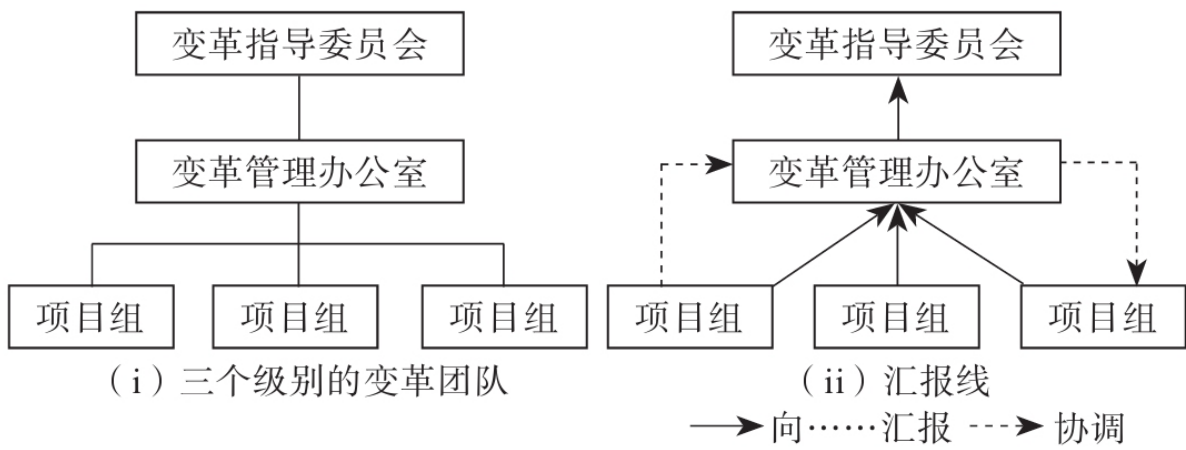 变革指导委员会 变革指导委员会
变革管理办公室 变革管理办公室
项目组 项目组 项目组 项目组 项目组 项目组
（i）三个级别的变革团队 （ii）汇报线
向……汇报 协调